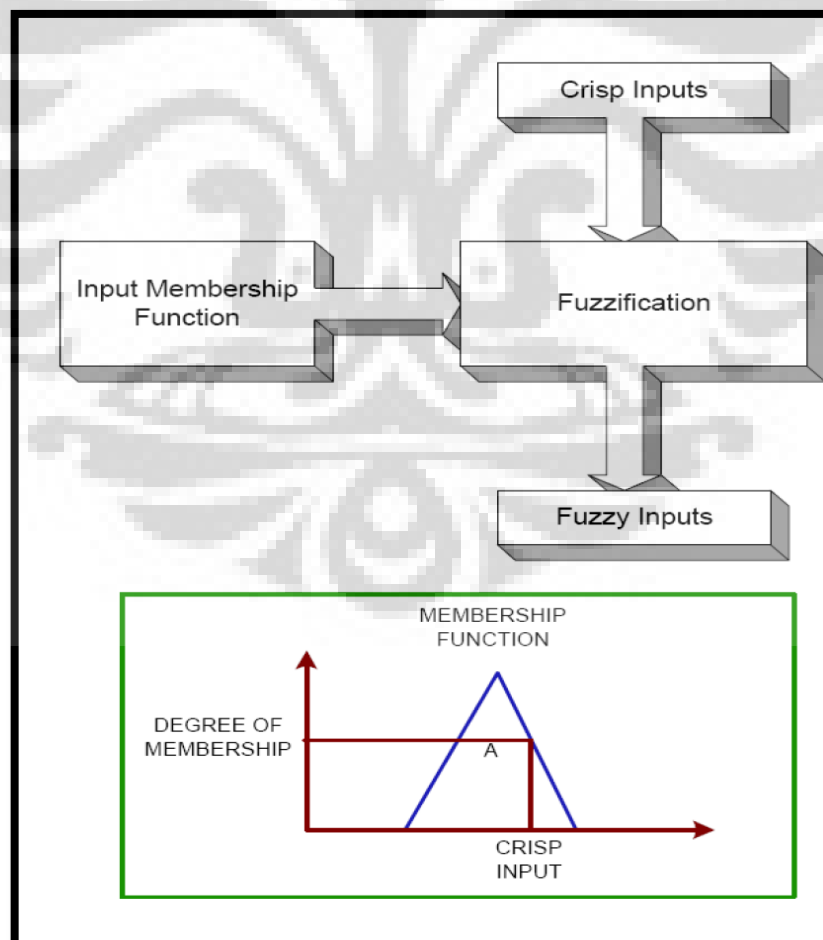 Crisp Inputs
Input Membership
Function
Fuzzification
Fuzzy Inputs
MEMBERSHIP
FUNCTION
DEGREE OF
MEMBERSHIP
A
CRISP
INPUT